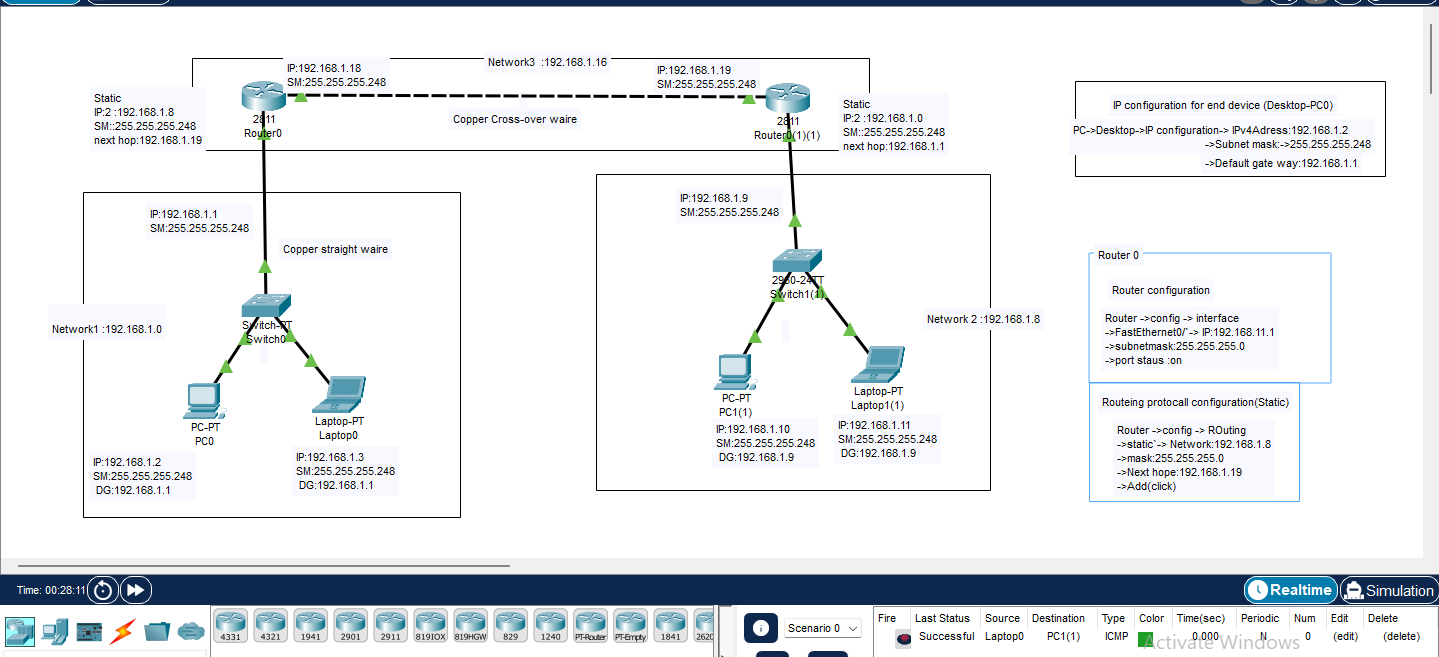 Network3  :192.168.1.16
IP:192.168.1.18
SM:255.255.255.248
IP:192.168.1.19
SM:255.255.255.248
Static
IP:2 :192.168.1.8
SM::255.255.255.248
next hop:192.168.1.19
2811
Router0
Copper Cross-over waire
2811
Router0(1)(1)
Static
IP:2 :192.168.1.0
SM::255.255.255.248
next hop:192.168.1.1
IP configuration for end device (Desktop-PC0)
PC->Desktop->IP configuration-> IPv4Adress:192.168.1.2
->Subnet mask:->255.255.255.248
->Default gate way:192.168.1.1
IP:192.168.1.1
SM:255.255.255.248
Copper straight waire
Network1 :192.168.1.0
Switch-PT
Switch0
PC-PT
PC0
IP:192.168.1.2
SM:255.255.255.248
DG:192.168.1.1
Laptop-PT
Laptop0
IP:192.168.1.3
SM:255.255.255.248
DG:192.168.1.1
IP:192.168.1.9
SM:255.255.255.248
2950-24TT
Switch1(1)
Network 2 :192.168.1.8
PC-PT
PC1(1)
IP:192.168.1.10
SM:255.255.255.248
DG:192.168.1.9
Laptop-PT
Laptop1(1)
IP:192.168.1.11
SM:255.255.255.248
DG:192.168.1.9
Router 0
Router configuration
Router ->config -> interface
->FastEthernet0/`-> IP:192.168.11.1
->subnetmask:255.255.255.0
->port staus :on
Routeing protocall configuration(Static)
Router ->config -> ROuting
->static`-> Network:192.168.1.8
->mask:255.255.255.0
->Next hope:192.168.1.19
->Add(click)
Time: 00:28:11
Realtime
Simulation
4331 4321 1941 2901 2911 819IOX 819HGW 829 1240 PT-Router PT-Empty 1841 2620
Scenario 0
Fire Last Status Source Destination Type Color Time(sec) Periodic Num Edit Delete
Successful Laptop0 PC1(1) ICMP 0.000 N 0 (edit) (delete)
Activate Windows